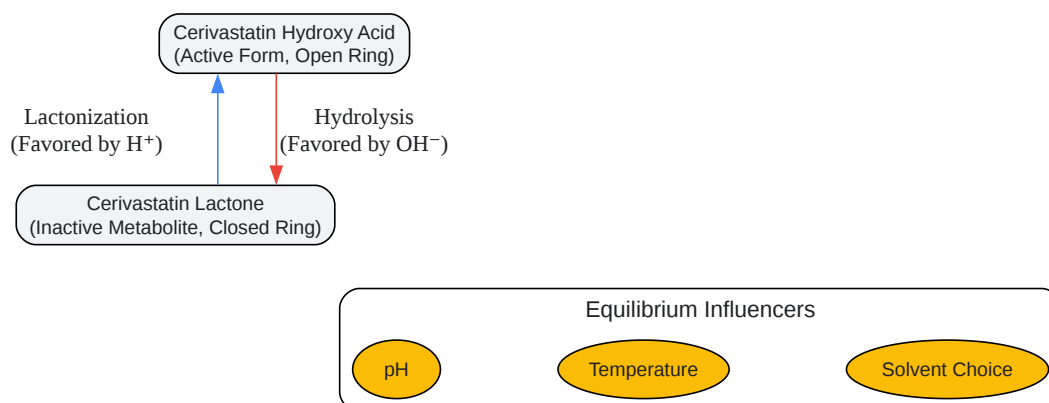 Cerivastatin Hydroxy Acid
(Active Form, Open Ring)
Lactonization
(Favored by H⁺)
Hydrolysis
(Favored by OH⁻)
Cerivastatin Lactone
(Inactive Metabolite, Closed Ring)
Equilibrium Influencers
pH
Temperature
Solvent Choice